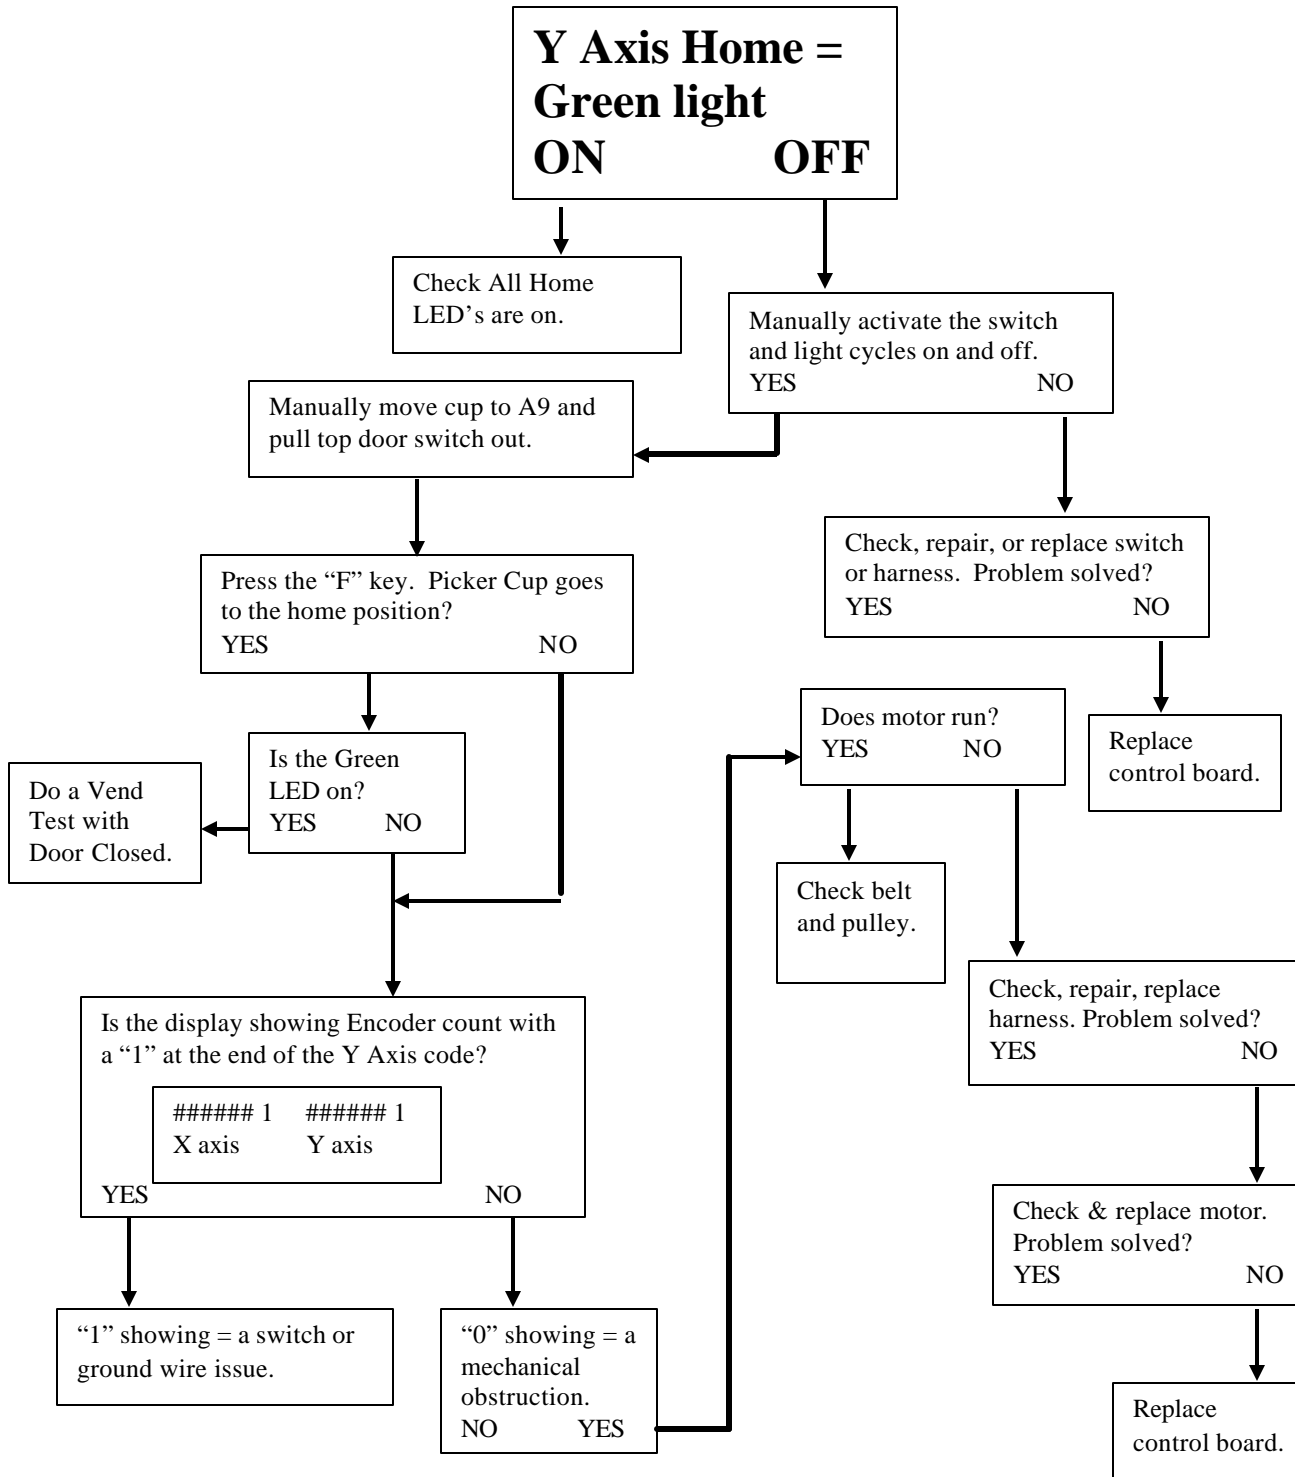 Y Axis Home =
Green light
ON OFF
Check All Home
LED’s are on.
Manually activate the switch
and light cycles on and off.
YES NO
Manually move cup to A9 and
pull top door switch out.
Check, repair, or replace switch
or harness. Problem solved?
YES NO
Press the “F” key. Picker Cup goes
to the home position?
YES NO
Does motor run?
YES NO
Replace
control board.
Is the Green
LED on?
YES NO
Do a Vend
Test with
Door Closed.
Check belt
and pulley.
Check, repair, replace
harness. Problem solved?
YES NO
Is the display showing Encoder count with
a “1” at the end of the Y Axis code?
###### 1 ###### 1
X axis Y axis
YES NO
Check & replace motor.
Problem solved?
YES NO
“1” showing = a switch or
ground wire issue.
“0” showing = a
mechanical
obstruction.
NO YES
Replace
control board.